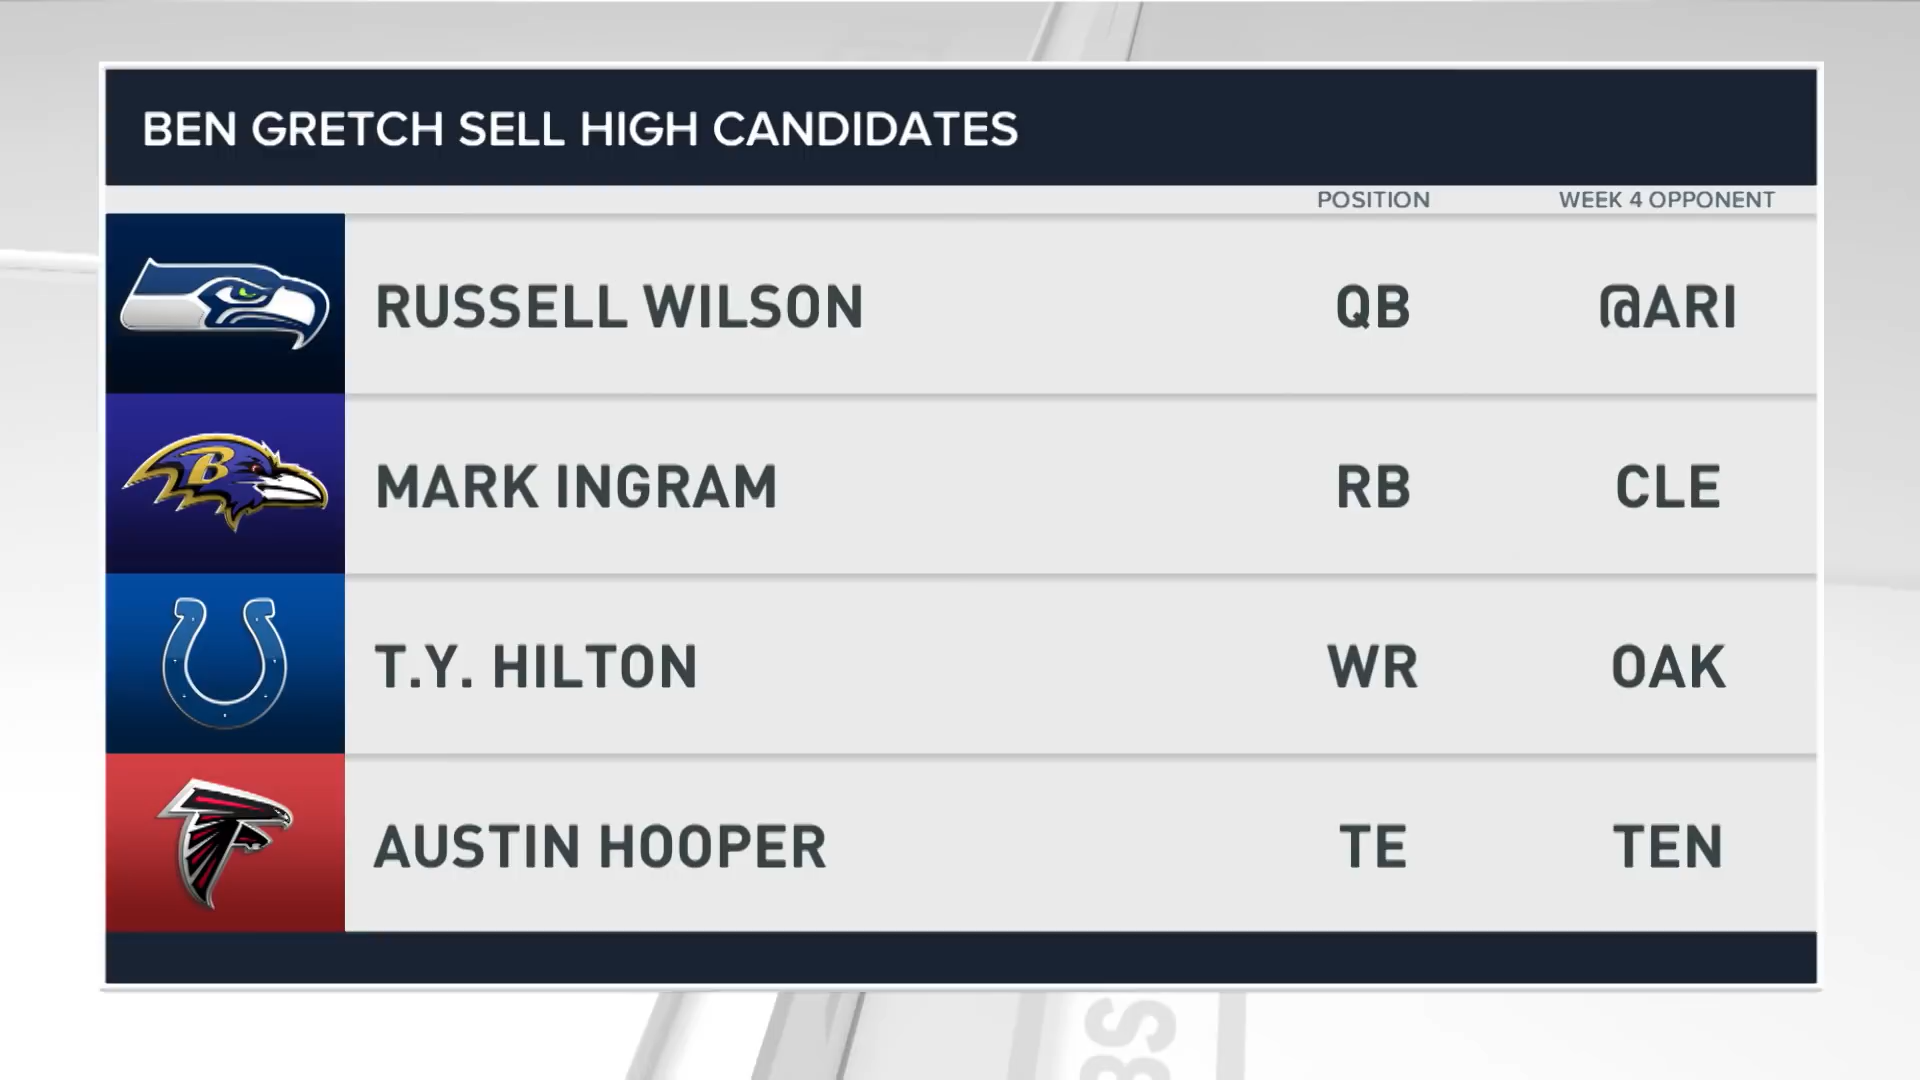 BEN GRETCH SELL HIGH CANDIDATES
POSITION WEEK 4 OPPONENT
RUSSELL WILSON QB @ARI
B
MARK INGRAM RB CLE
T.Y. HILTON WR OAK
AUSTIN HOOPER TE TEN